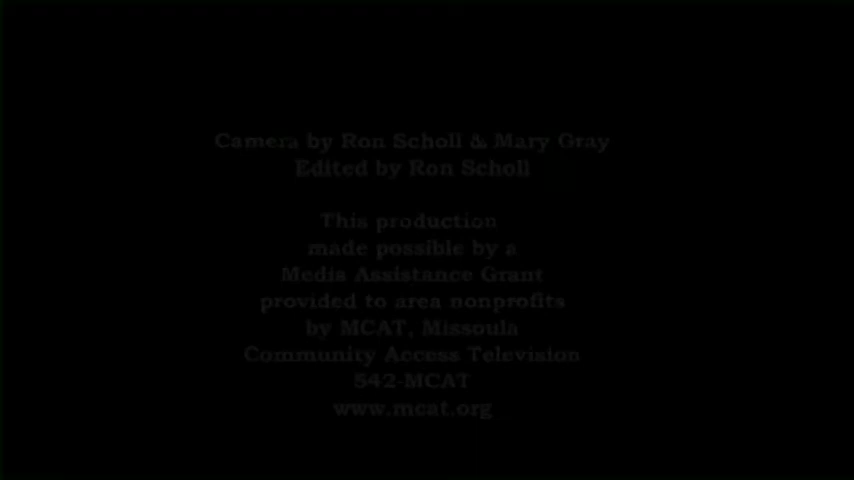 Camera by Ron Scholl & Mary Gray
Edited by Ron Scholl
This production
made possible by a
Media Assistance Grant
provided to area nonprofits
by MCAT, Missoula
Community Access Television
542-MCAT
www.mcat.org